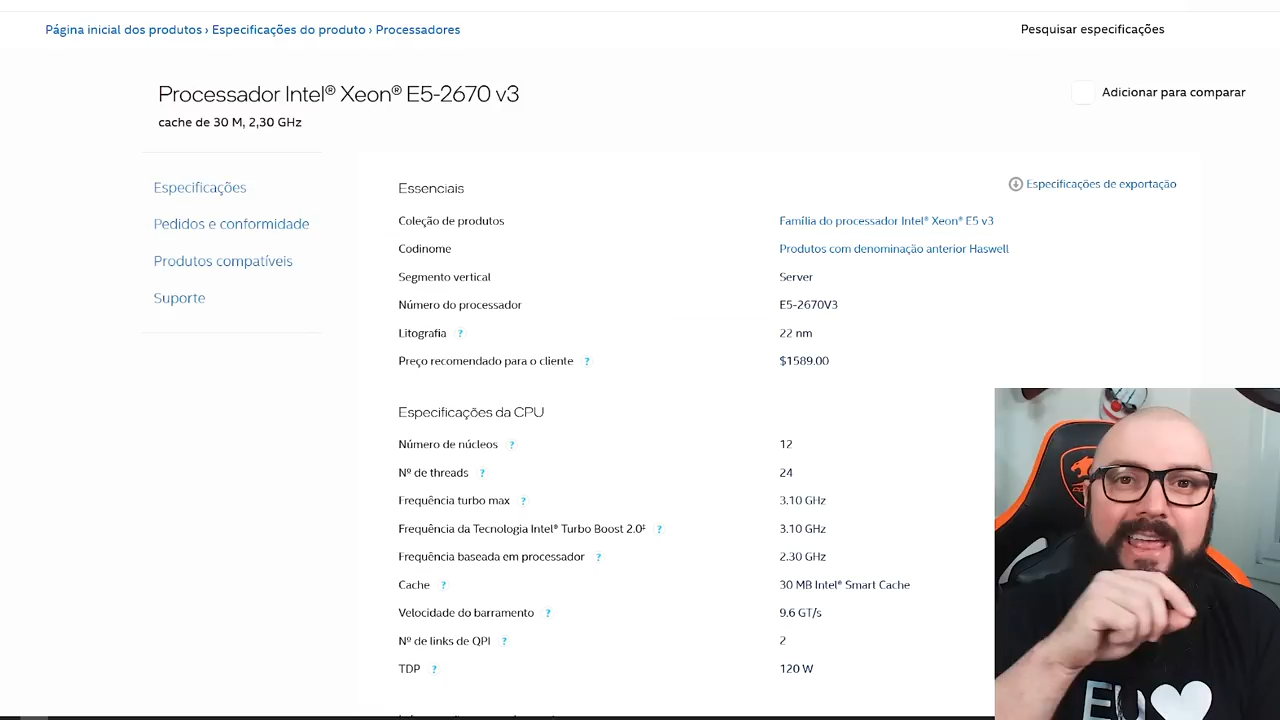 Página inicial dos produtos › Especificações do produto › Processadores
Pesquisar especificações
Processador Intel® Xeon® E5-2670 v3
Adicionar para comparar
cache de 30 M, 2,30 GHz
Especificações
Pedidos e conformidade
Produtos compatíveis
Suporte
Essenciais
Especificações de exportação
Coleção de produtos Família do processador Intel® Xeon® E5 v3
Codinome Produtos com denominação anterior Haswell
Segmento vertical Server
Número do processador E5-2670V3
Litografia ? 22 nm
Preço recomendado para o cliente ? $1589.00
Especificações da CPU
Número de núcleos ? 12
Nº de threads ? 24
Frequência turbo max ? 3.10 GHz
Frequência da Tecnologia Intel® Turbo Boost 2.0‡ ? 3.10 GHz
Frequência baseada em processador ? 2.30 GHz
Cache ? 30 MB Intel® Smart Cache
Velocidade do barramento ? 9.6 GT/s
Nº de links de QPI ? 2
TDP ? 120 W
EU